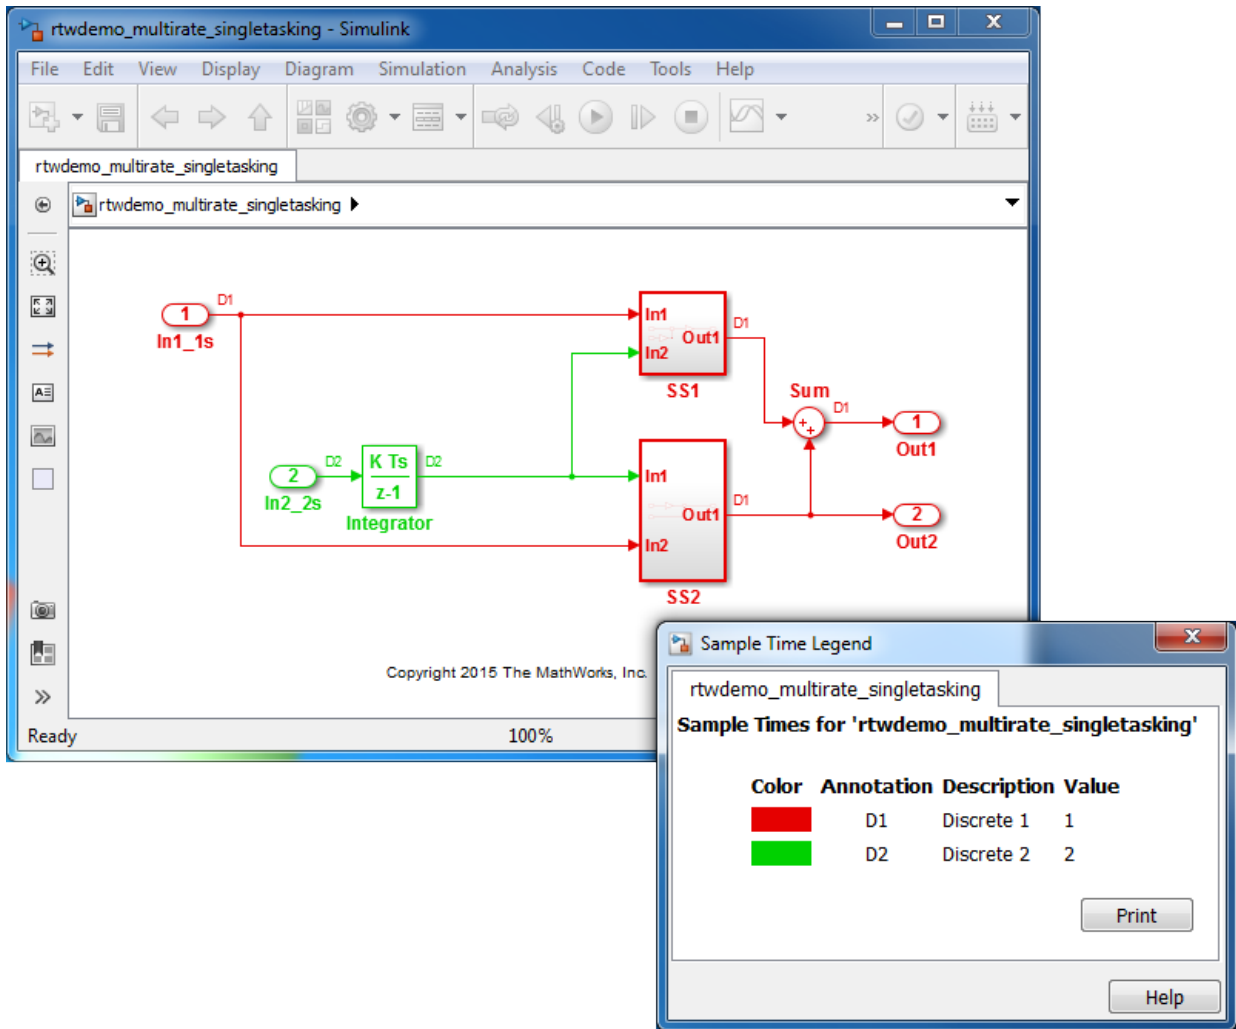 rtwdemo_multirate_singletasking - Simulink
File Edit View Display Diagram Simulation Analysis Code Tools Help
rtwdemo_multirate_singletasking
rtwdemo_multirate_singletasking
1
D1
In1_1s
In1
In2
Out1
D1
SS1
Sum
+
+
D1
1
Out1
2
D2
In2_2s
K Ts
z-1
D2
Integrator
In1
In2
Out1
D1
SS2
2
Out2
Copyright 2015 The MathWorks, Inc.
Ready 100%
Sample Time Legend
rtwdemo_multirate_singletasking
Sample Times for 'rtwdemo_multirate_singletasking'
Color Annotation Description Value
D1 Discrete 1 1
D2 Discrete 2 2
Print
Help